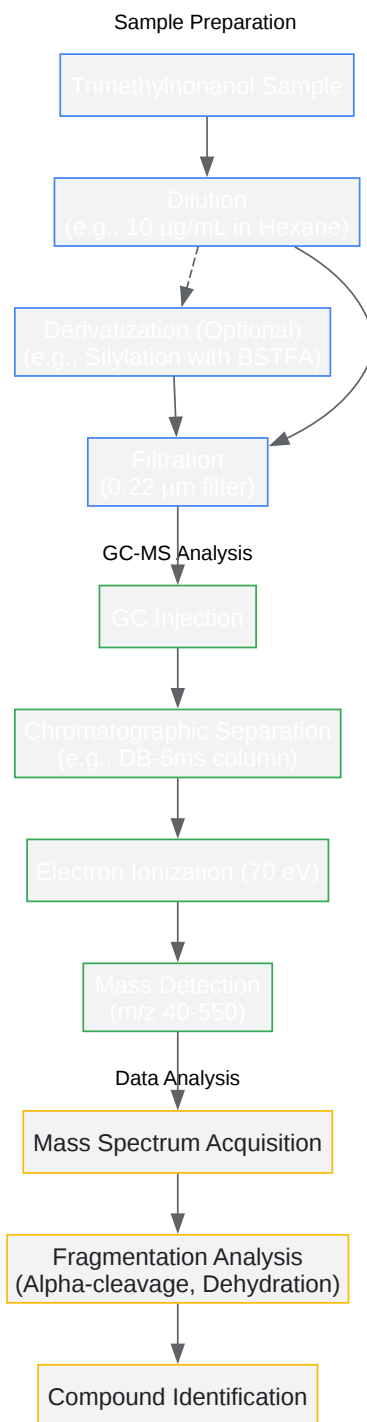 Sample Preparation
Trimethylnonanol Sample
Dilution
(e.g., 10 µg/mL in Hexane)
Derivatization (Optional)
(e.g., Silylation with BSTFA)
Filtration
(0.22 µm filter)
GC-MS Analysis
GC Injection
Chromatographic Separation
(e.g., DB-5ms column)
Electron Ionization (70 eV)
Mass Detection
(m/z 40-550)
Data Analysis
Mass Spectrum Acquisition
Fragmentation Analysis
(Alpha-cleavage, Dehydration)
Compound Identification